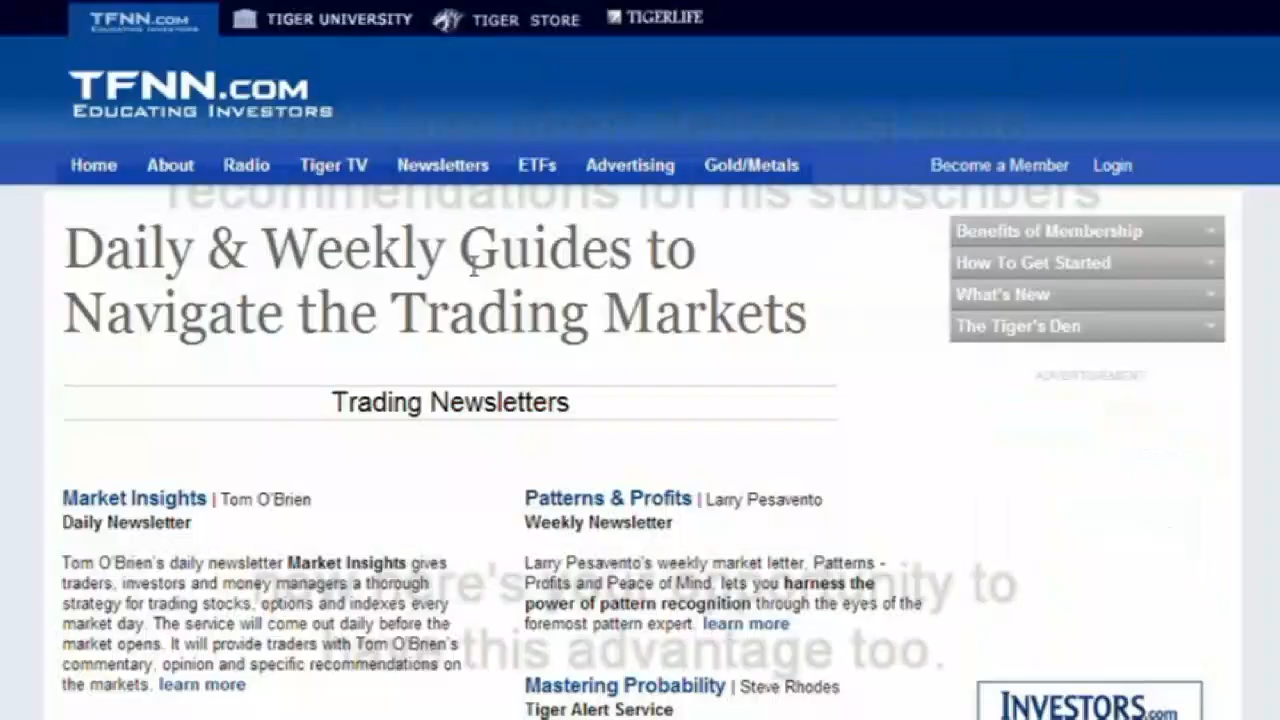 TFNN.COM
EDUCATING INVESTORS
TIGER UNIVERSITY
TIGER STORE
TIGERLIFE
TFNN.COM
EDUCATING INVESTORS
Home About Radio Tiger TV Newsletters ETFs Advertising Gold/Metals Become a Member Login
recommendations for his subscribers
Daily & Weekly Guides to
Navigate the Trading Markets
Benefits of Membership
How To Get Started
What's New
The Tiger's Den
ADVERTISEMENT
Trading Newsletters
Market Insights | Tom O'Brien
Daily Newsletter
Tom O'Brien's daily newsletter Market Insights gives
traders, investors and money managers a thorough
strategy for trading stocks, options and indexes every
market day. The service will come out daily before the
market opens. It will provide traders with Tom O'Brien's
commentary, opinion and specific recommendations on
the markets. learn more
Patterns & Profits | Larry Pesavento
Weekly Newsletter
Larry Pesavento's weekly market letter, Patterns -
Profits and Peace of Mind, lets you harness the
power of pattern recognition through the eyes of the
foremost pattern expert. learn more
here's your opportunity to
have this advantage too.
Mastering Probability | Steve Rhodes
Tiger Alert Service
INVESTORS.com